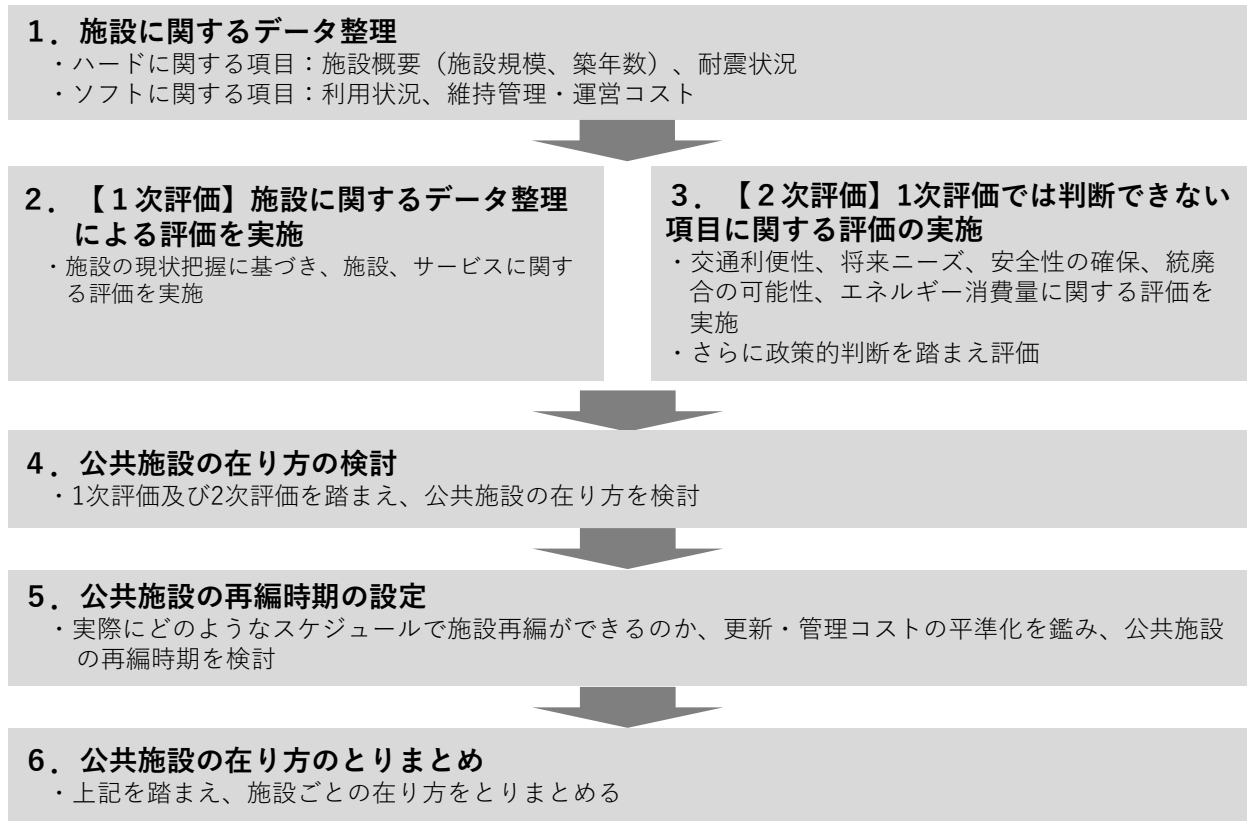 １．施設に関するデータ整理
・ハードに関する項目：施設概要（施設規模、築年数）、耐震状況
・ソフトに関する項目：利用状況、維持管理・運営コスト
２．【１次評価】施設に関するデータ整理
による評価を実施
・施設の現状把握に基づき、施設、サービスに関す
る評価を実施
３．【２次評価】1次評価では判断できない
項目に関する評価の実施
・交通利便性、将来ニーズ、安全性の確保、統廃
合の可能性、エネルギー消費量に関する評価を
実施
・さらに政策的判断を踏まえ評価
４．公共施設の在り方の検討
・1次評価及び2次評価を踏まえ、公共施設の在り方を検討
５．公共施設の再編時期の設定
・実際にどのようなスケジュールで施設再編ができるのか、更新・管理コストの平準化を鑑み、公共施設
の再編時期を検討
６．公共施設の在り方のとりまとめ
・上記を踏まえ、施設ごとの在り方をとりまとめる